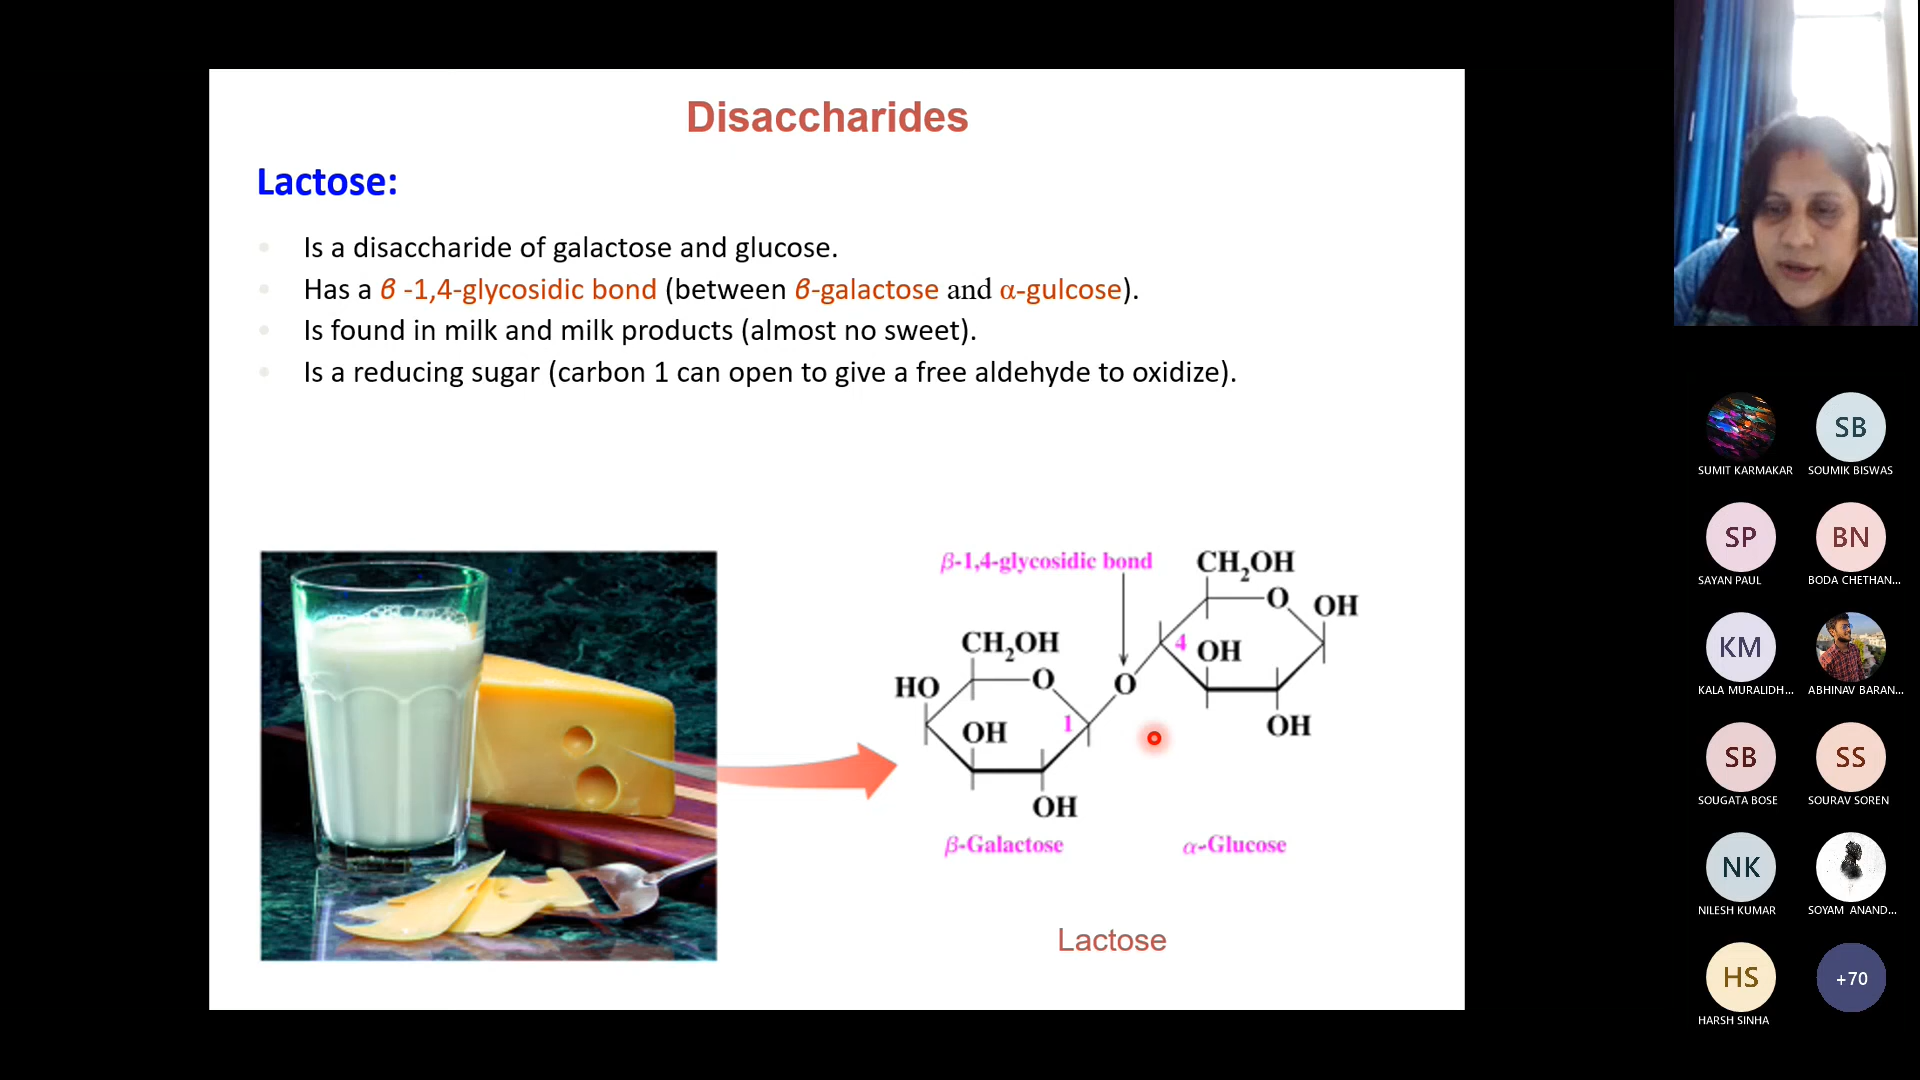 Disaccharides
Lactose:
Is a disaccharide of galactose and glucose.
Has a β -1,4-glycosidic bond (between β-galactose and α-gulcose).
Is found in milk and milk products (almost no sweet).
Is a reducing sugar (carbon 1 can open to give a free aldehyde to oxidize).
β-1,4-glycosidic bond
CH₂OH
O
OH
4
OH
OH
CH₂OH
HO
O
O
1
OH
OH
β-Galactose
α-Glucose
Lactose
SUMIT KARMAKAR
SB
SOUMIK BISWAS
SP
SAYAN PAUL
BN
BODA CHETHAN...
KM
KALA MURALIDH...
ABHINAV BARAN...
SB
SOUGATA BOSE
SS
SOURAV SOREN
NK
NILESH KUMAR
SOYAM ANAND...
HS
HARSH SINHA
+70